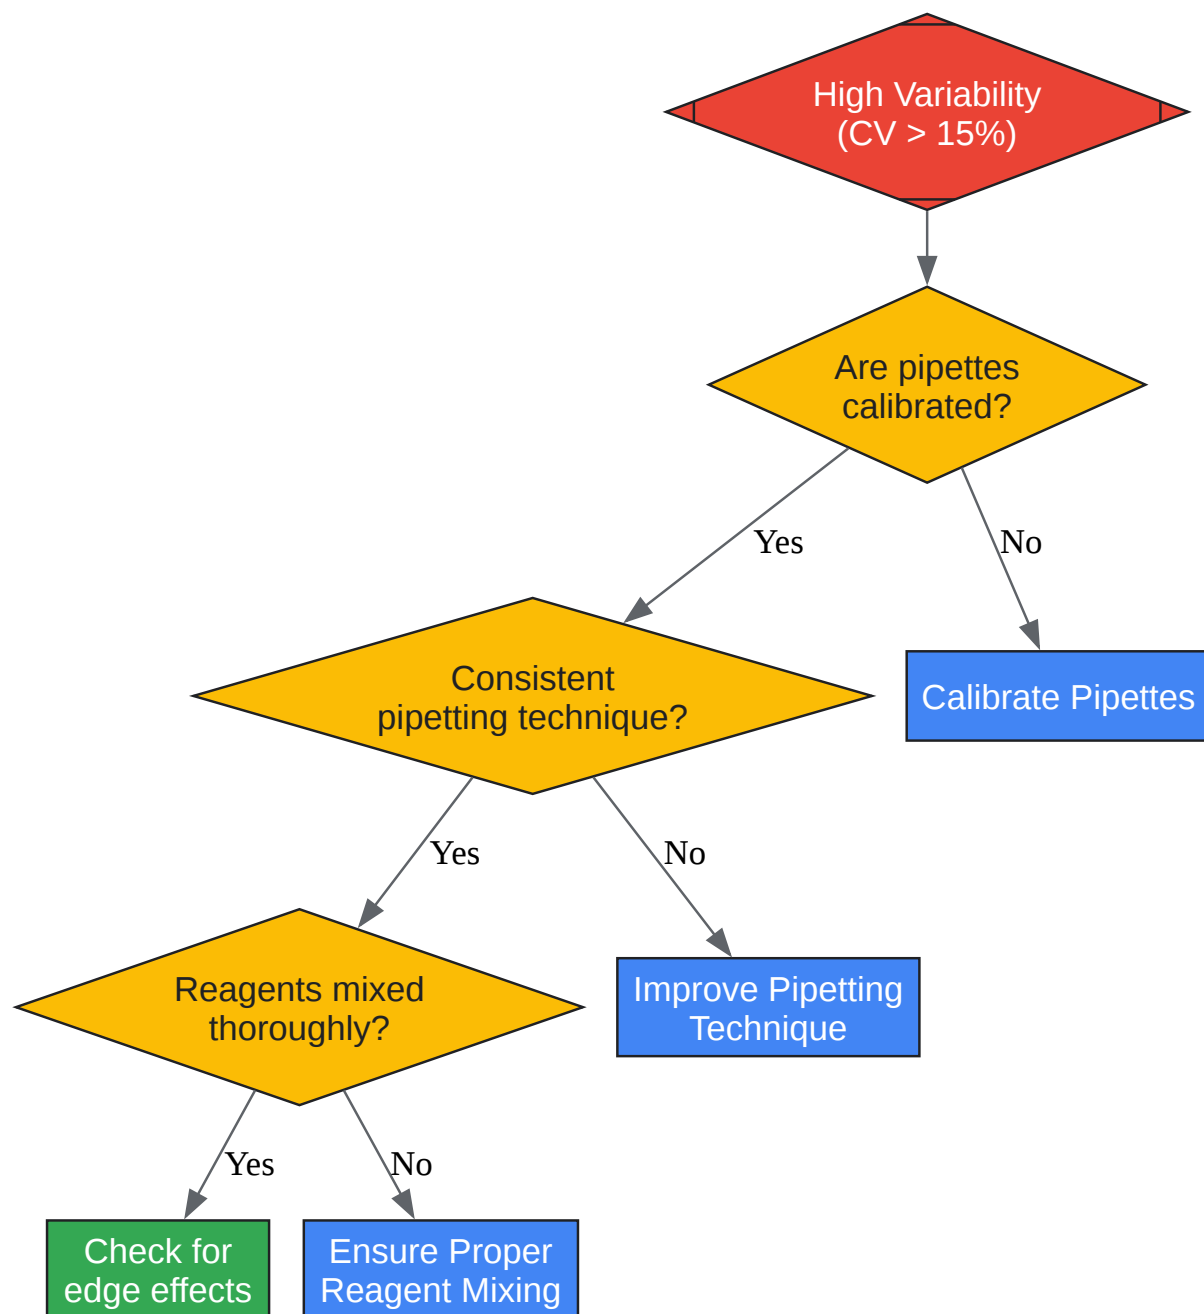 High Variability
(CV > 15%)
Are pipettes
calibrated?
Yes
No
Consistent
pipetting technique?
Calibrate Pipettes
Yes
No
Reagents mixed
thoroughly?
Improve Pipetting
Technique
Yes
No
Check for
edge effects
Ensure Proper
Reagent Mixing